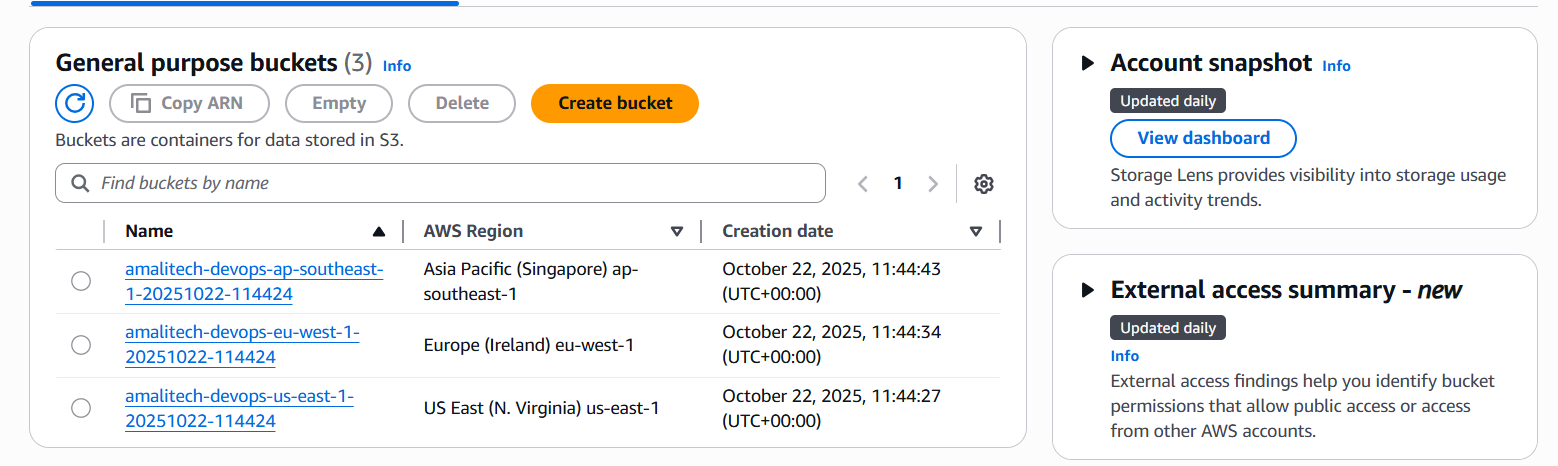 General purpose buckets (3) Info
Copy ARN Empty Delete Create bucket
Buckets are containers for data stored in S3.
Find buckets by name
1
Name AWS Region Creation date
amalitech-devops-ap-southeast-
1-20251022-114424
Asia Pacific (Singapore) ap-
southeast-1
October 22, 2025, 11:44:43
(UTC+00:00)
amalitech-devops-eu-west-1-
20251022-114424
Europe (Ireland) eu-west-1
October 22, 2025, 11:44:34
(UTC+00:00)
amalitech-devops-us-east-1-
20251022-114424
US East (N. Virginia) us-east-1
October 22, 2025, 11:44:27
(UTC+00:00)
Account snapshot Info
Updated daily
View dashboard
Storage Lens provides visibility into storage usage
and activity trends.
External access summary - new
Updated daily
Info
External access findings help you identify bucket
permissions that allow public access or access
from other AWS accounts.